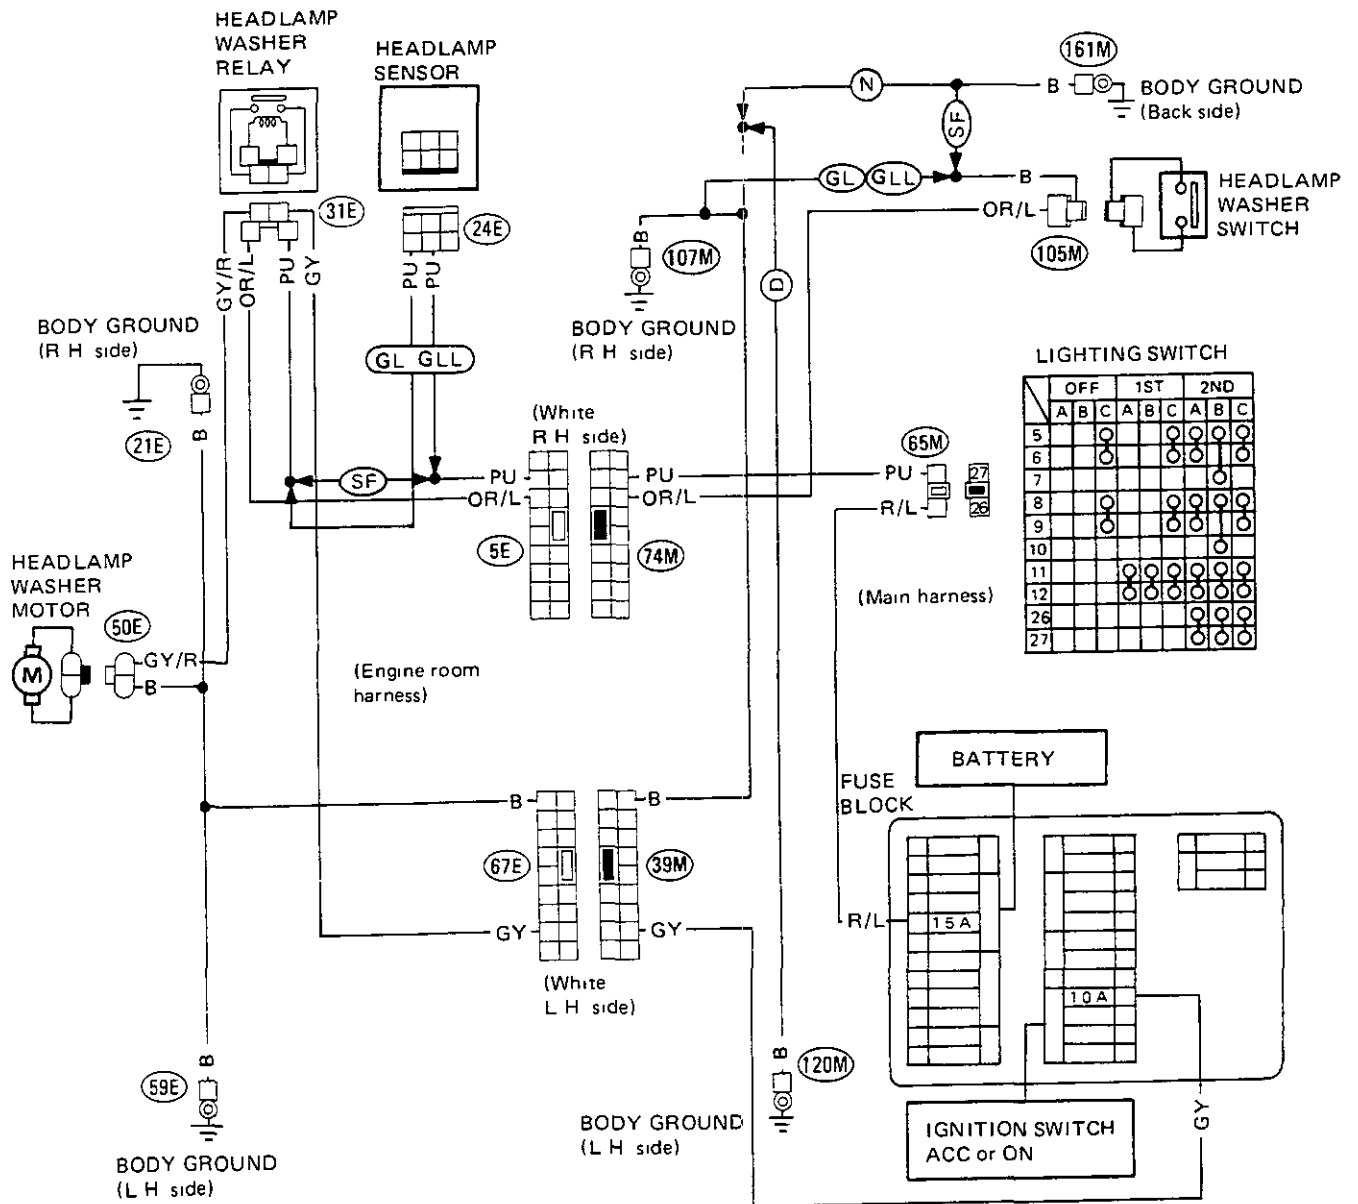 HEADLAMP
WASHER
RELAY
HEADLAMP
SENSOR
31E
24E
GY/R
OR/L
PU
GY
PU
PU
GL GLL
BODY GROUND
(R H side)
21E
B
SF
PU
OR/L
(White
R H side)
5E
74M
PU
OR/L
HEADLAMP
WASHER
MOTOR
50E
M
GY/R
B
(Engine room
harness)
161M
N
B
BODY GROUND
(Back side)
SF
GL
GLL
B
OR/L
105M
HEADLAMP
WASHER
SWITCH
B
107M
D
BODY GROUND
(R H side)
LIGHTING SWITCH
OFF 1ST 2ND
A B C A B C A B C
5
6
7
8
9
10
11
12
26
27
65M
PU
R/L
27
26
(Main harness)
B
67E
39M
B
GY
GY
(White
L H side)
BATTERY
FUSE
BLOCK
R/L
15A
10A
GY
IGNITION SWITCH
ACC or ON
B
59E
BODY GROUND
(L H side)
B
120M
BODY GROUND
(L H side)